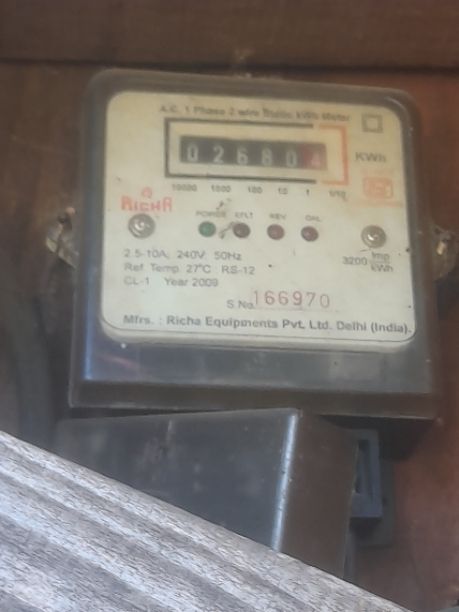 A.C. 1 Phase 2 wire Static kWh Meter
026804
KWh
10000 1000 100 10 1 1/10
RICHA
POWER E/LT REV CAL
2.5-10A; 240V; 50Hz
3200 Imp/kWh
Ref. Temp. 27°C RS-12
CL-1 Year 2009
S.No. 166970
Mfrs. : Richa Equipments Pvt. Ltd. Delhi (India).